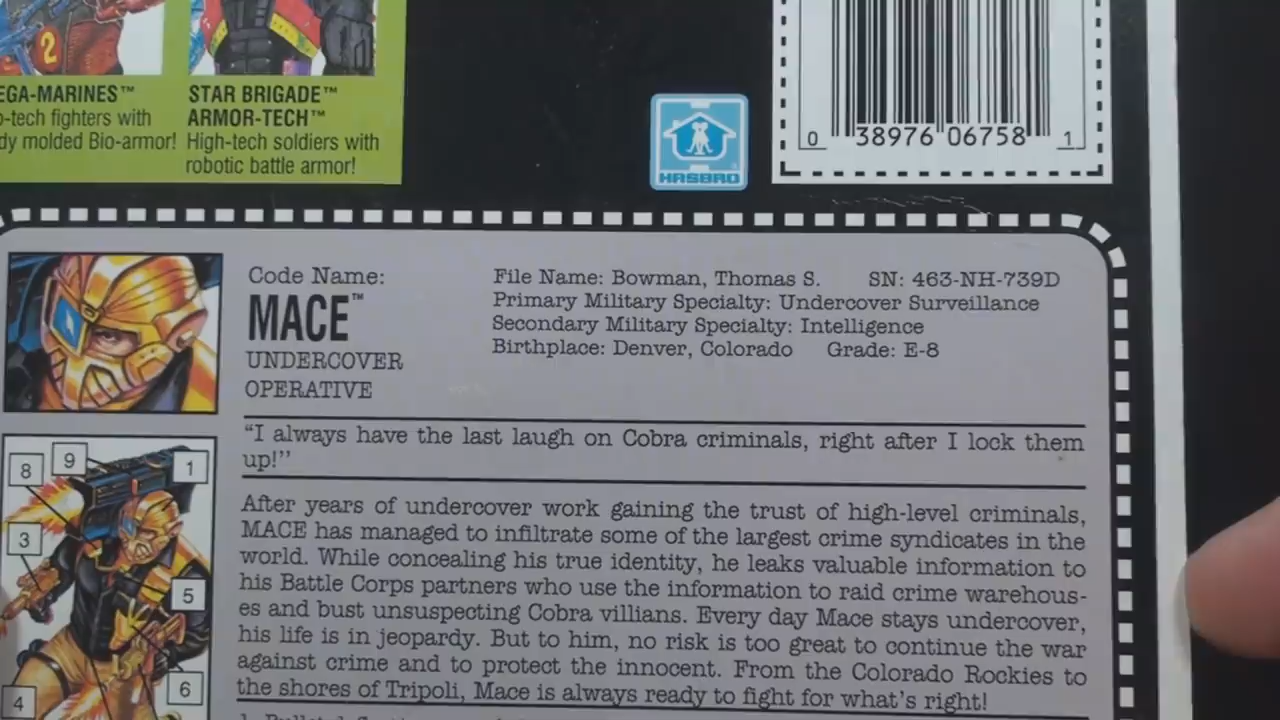 2
EGA-MARINES™
o-tech fighters with
dy molded Bio-armor!
STAR BRIGADE™
ARMOR-TECH™
High-tech soldiers with
robotic battle armor!
HASBRO
0 38976 06758 1
Code Name:
MACE™
UNDERCOVER
OPERATIVE
File Name: Bowman, Thomas S. SN: 463-NH-739D
Primary Military Specialty: Undercover Surveillance
Secondary Military Specialty: Intelligence
Birthplace: Denver, Colorado Grade: E-8
“I always have the last laugh on Cobra criminals, right after I lock them
up!”
8
9
1
3
5
4
6
After years of undercover work gaining the trust of high-level criminals,
MACE has managed to infiltrate some of the largest crime syndicates in the
world. While concealing his true identity, he leaks valuable information to
his Battle Corps partners who use the information to raid crime warehous-
es and bust unsuspecting Cobra villians. Every day Mace stays undercover,
his life is in jeopardy. But to him, no risk is too great to continue the war
against crime and to protect the innocent. From the Colorado Rockies to
the shores of Tripoli, Mace is always ready to fight for what’s right!